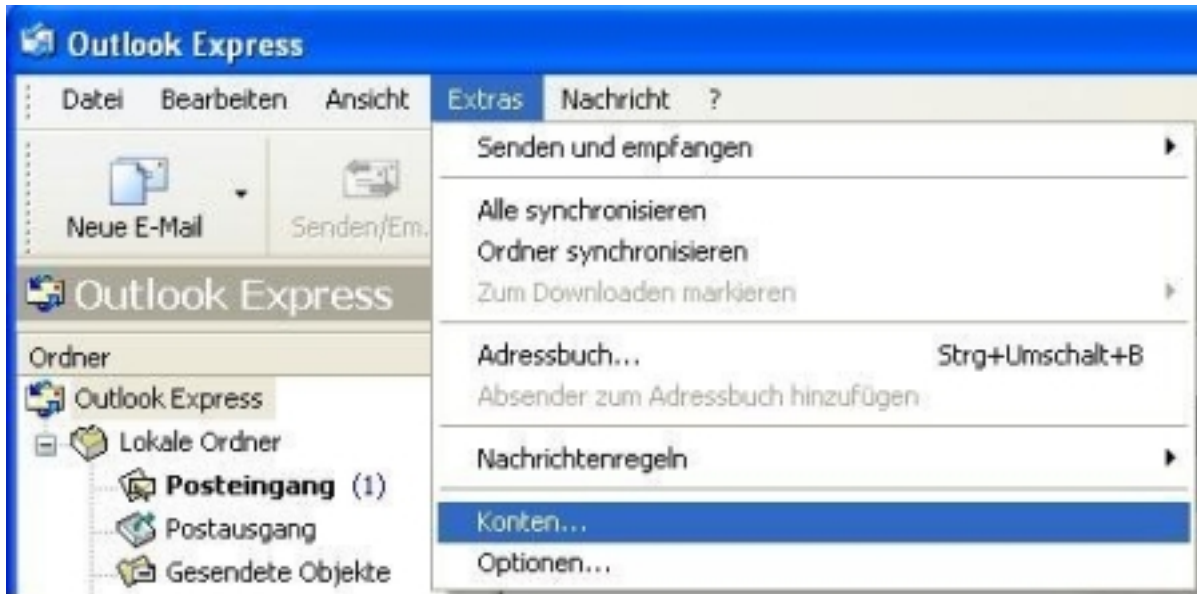 Outlook Express
Datei Bearbeiten Ansicht Extras Nachricht ?
Neue E-Mail
Senden/Em.
Outlook Express
Ordner
Outlook Express
Lokale Ordner
Posteingang (1)
Postausgang
Gesendete Objekte
Senden und empfangen
Alle synchronisieren
Ordner synchronisieren
Zum Downloaden markieren
Adressbuch... Strg+Umschalt+B
Absender zum Adressbuch hinzufügen
Nachrichtenregeln
Konten...
Optionen...